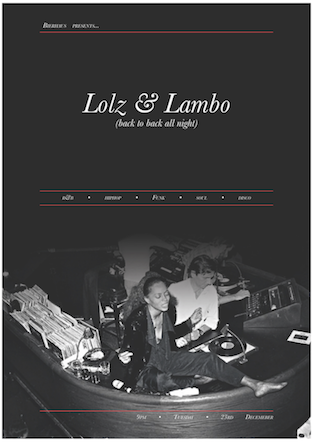 presents...
Lolz & Lambo
(back to back all night)
r&b • hiphop • Funk • soul • disco
9pm • Tuesday • 23rd December